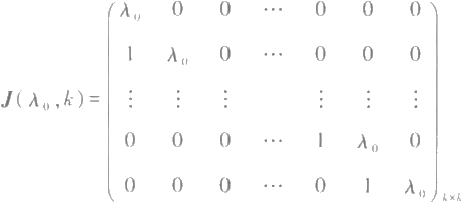 J(λ₀,k)=
λ₀ 0 0 ⋯ 0 0 0
1 λ₀ 0 ⋯ 0 0 0
⋮ ⋮ ⋮ ⋮ ⋮ ⋮
0 0 0 ⋯ 1 λ₀ 0
0 0 0 ⋯ 0 1 λ₀
k×k